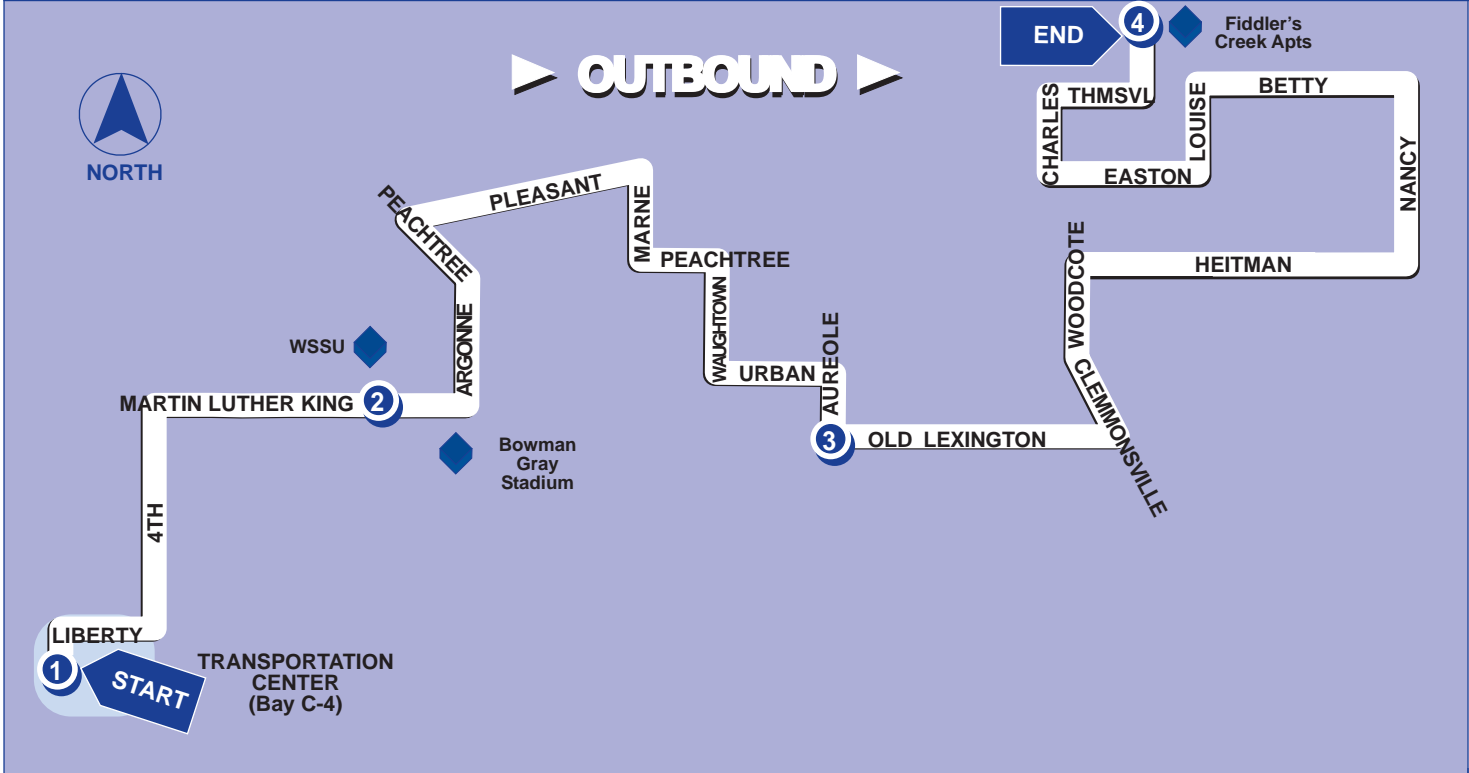 END
4
Fiddler's
Creek Apts
OUTBOUND
NORTH
THMSVL
CHARLES
LOUISE
BETTY
EASTON
NANCY
PEACHTREE
PLEASANT
MARNE
PEACHTREE
WOODCOTE
HEITMAN
ARGONNE
WSSU
WAUGHTOWN
URBAN
AUREOLE
CLEMMONSVILLE
MARTIN LUTHER KING
2
3
OLD LEXINGTON
Bowman
Gray
Stadium
4TH
LIBERTY
1
START
TRANSPORTATION
CENTER
(Bay C-4)